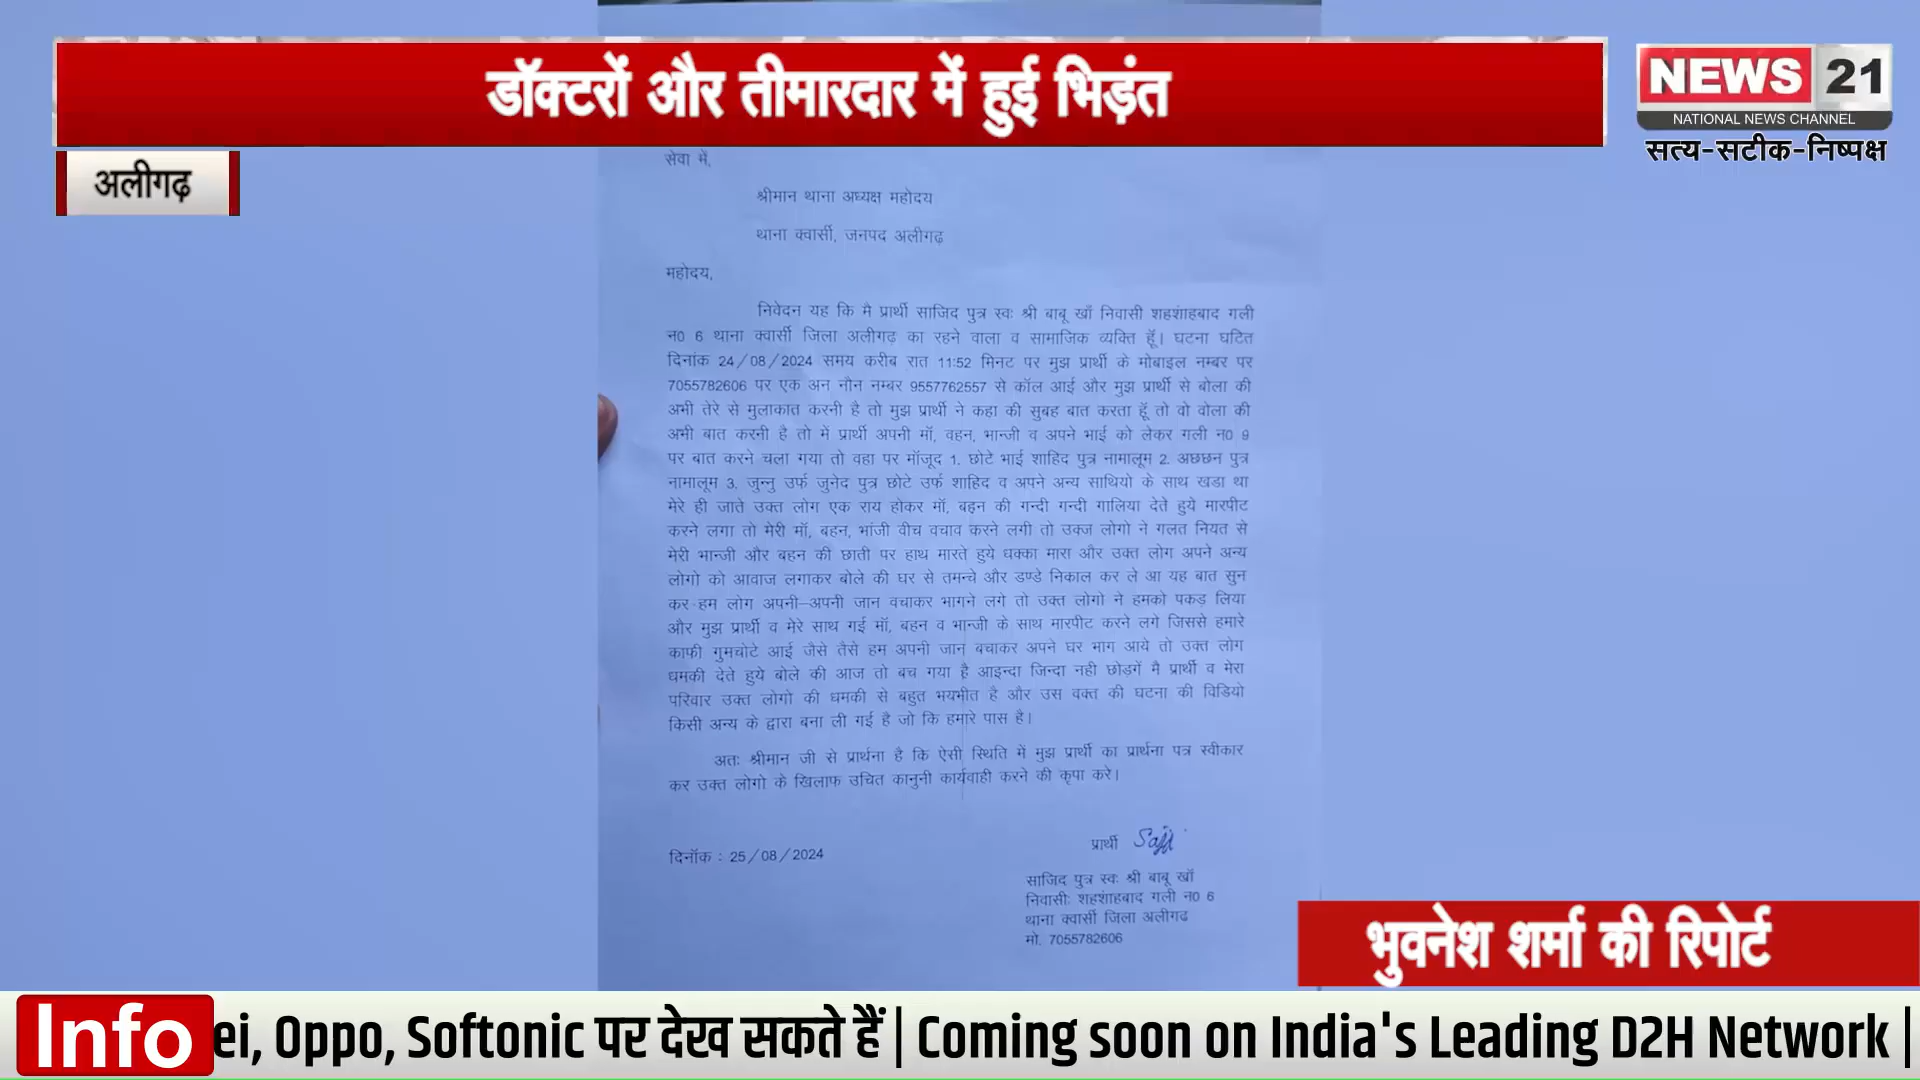 डॉक्टरों और तीमारदार में हुई भिड़ंत
NEWS 21
NATIONAL NEWS CHANNEL
सत्य-सटीक-निष्पक्ष
अलीगढ़
सेवा में,
श्रीमान थाना अध्यक्ष महोदय
थाना क्वार्सी, जनपद अलीगढ़
महोदय,
निवेदन यह कि मै प्रार्थी साजिद पुत्र स्वः श्री बाबू खॉं निवासी शहशंाहबाद गली
न0 6 थाना क्वार्सी जिला अलीगढ़ का रहने वाला व सामाजिक व्यक्ति हूँ। घटना घटित
दिनांक 24/08/2024 समय करीब रात 11:52 मिनट पर मुझ प्रार्थी के मोबाइल नम्बर पर
7055782606 पर एक अन नौन नम्बर 9557762557 से कॉल आई और मुझ प्रार्थी से बोला की
अभी तेरे से मुलाकात करनी है तो मुझ प्रार्थी ने कहा की सुबह बात करता हूँ तो वो वोला की
अभी बात करनी है तो में प्रार्थी अपनी मॉ, वहन, भान्जी व अपने भाई को लेकर गली न0 9
पर बात करने चला गया तो वहा पर मॉजूद 1. छोटे भाई शाहिद पुत्र नामालूम 2. अछछन पुत्र
नामालूम 3. जुन्नु उर्फ जुनेद पुत्र छोटे उर्फ शाहिद व अपने अन्य साथियो के साथ खडा था
मेरे ही जाते उक्त लोग एक राय होकर मॉ, बहन की गन्दी गन्दी गालिया देते हुये मारपीट
करने लगा तो मेरी मॉ, बहन, भांजी वीच वचाव करने लगी तो उक्ज लोगो ने गलत नियत से
मेरी भान्जी और बहन की छाती पर हाथ मारते हुये धक्का मारा और उक्त लोग अपने अन्य
लोगो को आवाज लगाकर बोले की घर से तमन्चे और डण्डे निकाल कर ले आ यह बात सुन
कर हम लोग अपनी–अपनी जान वचाकर भागने लगे तो उक्त लोगो ने हमको पकड़ लिया
और मुझ प्रार्थी व मेरे साथ गई मॉ, बहन व भान्जी के साथ मारपीट करने लगे जिससे हमारे
काफी गुमचोटे आई जैसे तैसे हम अपनी जान बचाकर अपने घर भाग आये तो उक्त लोग
धमकी देते हुये बोले की आज तो बच गया है आइन्दा जिन्दा नही छोड़गें मै प्रार्थी व मेरा
परिवार उक्त लोगो की धमकी से बहुत भयभीत है और उस वक्त की घटना की विडियो
किसी अन्य के द्वारा बना ली गई है जो कि हमारे पास है।
अतः श्रीमान जी से प्रार्थना है कि ऐसी स्थिति में मुझ प्रार्थी का प्रार्थना पत्र स्वीकार
कर उक्त लोगो के खिलाफ उचित कानुनी कार्यवाही करने की कृपा करे।
दिनॉक : 25/08/2024
प्रार्थी
साजिद पुत्र स्वः श्री बाबू खॉं
निवासीः शहशंाहबाद गली न0 6
थाना क्वार्सी जिला अलीगढ
मो. 7055782606
भुवनेश शर्मा की रिपोर्ट
Info ei, Oppo, Softonic पर देख सकते हैं | Coming soon on India's Leading D2H Network |